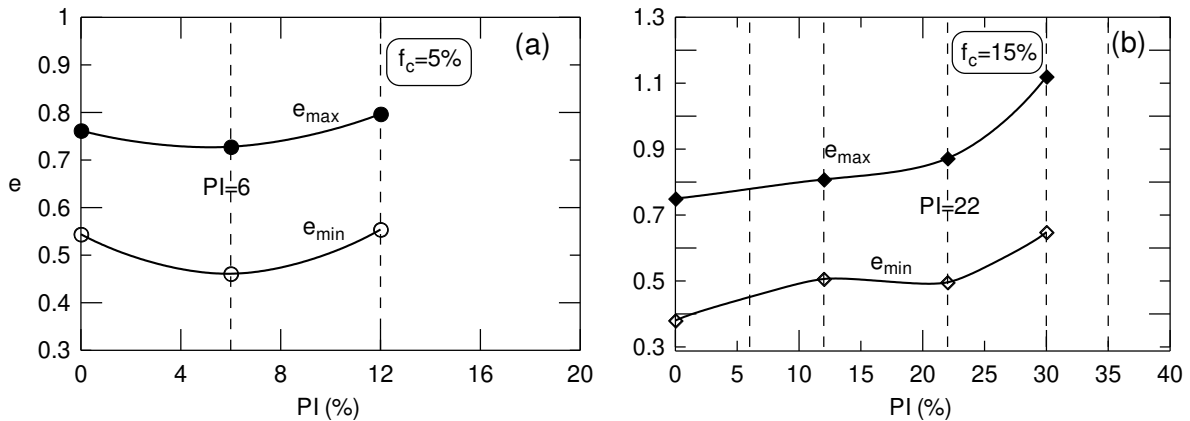 1
0.9
0.8
0.7
0.6
0.5
0.4
0.3
e
(a)
f_c=5%
e_max
PI=6
e_min
0 4 8 12 16 20
PI (%)
1.3
1.1
0.9
0.7
0.5
0.3
(b)
f_c=15%
e_max
PI=22
e_min
0 5 10 15 20 25 30 35 40
PI (%)